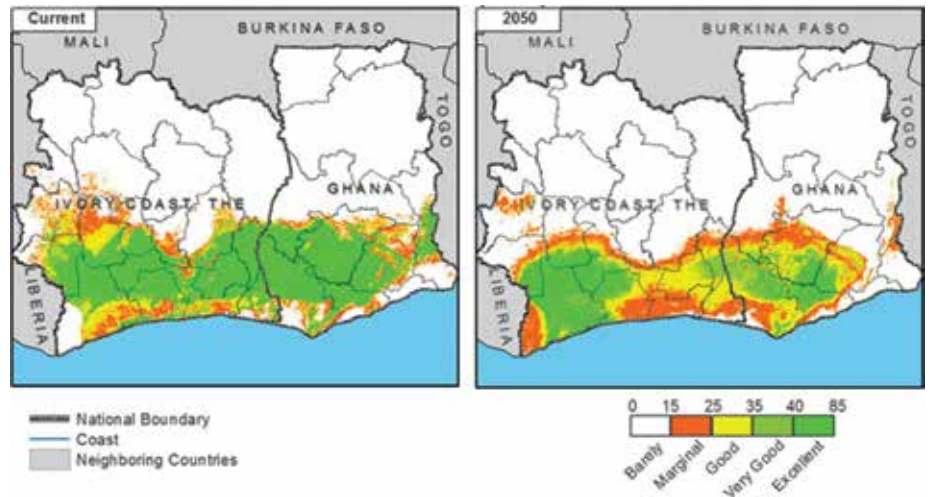 Current
MALI
BURKINA FASO
TOGO
GHANA
IVORY COAST, THE
LIBERIA
2050
MALI
BURKINA FASO
TOGO
GHANA
IVORY COAST, THE
LIBERIA
National Boundary
Coast
Neighboring Countries
0 15 25 35 40 85
Barely
Marginal
Good
Very Good
Excellent